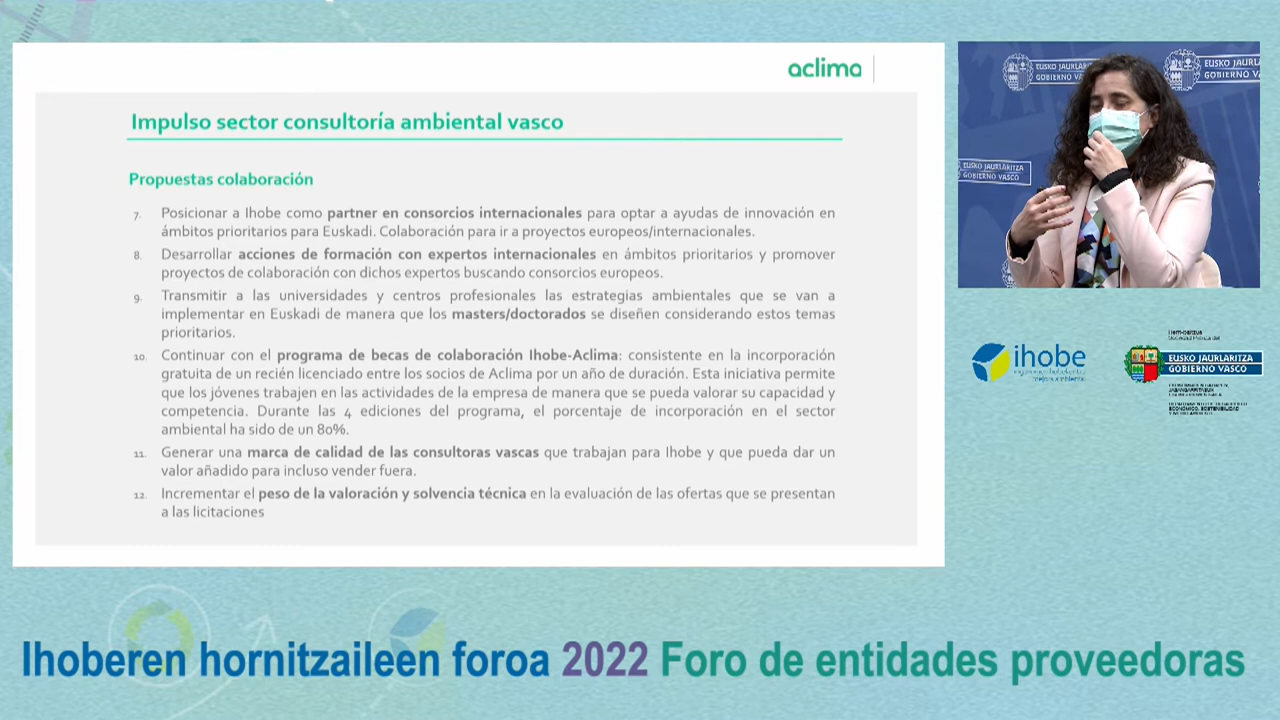 aclima
Impulso sector consultoría ambiental vasco
Propuestas colaboración
7. Posicionar a Ihobe como partner en consorcios internacionales para optar a ayudas de innovación en
ámbitos prioritarios para Euskadi. Colaboración para ir a proyectos europeos/internacionales.
8. Desarrollar acciones de formación con expertos internacionales en ámbitos prioritarios y promover
proyectos de colaboración con dichos expertos buscando consorcios europeos.
9. Transmitir a las universidades y centros profesionales las estrategias ambientales que se van a
implementar en Euskadi de manera que los masters/doctorados se diseñen considerando estos temas
prioritarios.
10. Continuar con el programa de becas de colaboración Ihobe-Aclima: consistente en la incorporación
gratuita de un recién licenciado entre los socios de Aclima por un año de duración. Esta iniciativa permite
que los jóvenes trabajen en las actividades de la empresa de manera que se pueda valorar su capacidad y
competencia. Durante las 4 ediciones del programa, el porcentaje de incorporación en el sector
ambiental ha sido de un 80%.
11. Generar una marca de calidad de las consultoras vascas que trabajan para Ihobe y que pueda dar un
valor añadido para incluso vender fuera.
12. Incrementar el peso de la valoración y solvencia técnica en la evaluación de las ofertas que se presentan
a las licitaciones
EUSKO JAURLARITZA
GOBIERNO VASCO
EUSKO JAURLA
GOBIERNO VA
EUSKO JAURLARITZA
GOBIERNO VASCO
ihobe
mejora ambiental
EUSKO JAURLARITZA
GOBIERNO VASCO
Ihoberen hornitzaileen foroa 2022 Foro de entidades proveedoras